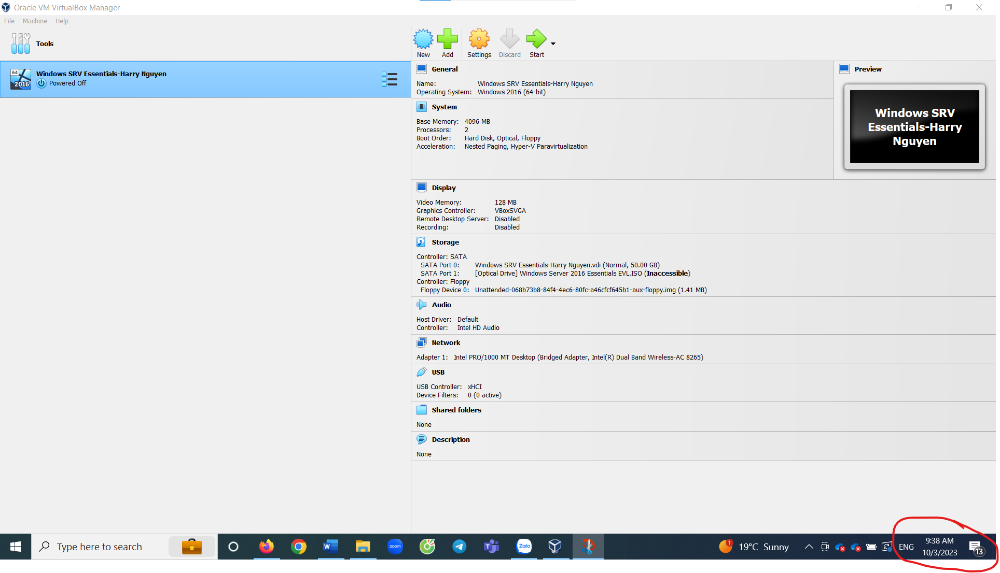 Oracle VM VirtualBox Manager
File Machine Help
Tools
New Add Settings Discard Start
64
2016
Windows SRV Essentials-Harry Nguyen
Powered Off
General
Name: Windows SRV Essentials-Harry Nguyen
Operating System: Windows 2016 (64-bit)
Preview
Windows SRV
Essentials-Harry
Nguyen
System
Base Memory: 4096 MB
Processors: 2
Boot Order: Hard Disk, Optical, Floppy
Acceleration: Nested Paging, Hyper-V Paravirtualization
Display
Video Memory: 128 MB
Graphics Controller: VBoxSVGA
Remote Desktop Server: Disabled
Recording: Disabled
Storage
Controller: SATA
SATA Port 0: Windows SRV Essentials-Harry Nguyen.vdi (Normal, 50.00 GB)
SATA Port 1: [Optical Drive] Windows Server 2016 Essentials EVL.ISO (Inaccessible)
Controller: Floppy
Floppy Device 0: Unattended-068b73b8-84f4-4ec6-80fc-a46cfcf645b1-aux-floppy.img (1.41 MB)
Audio
Host Driver: Default
Controller: Intel HD Audio
Network
Adapter 1: Intel PRO/1000 MT Desktop (Bridged Adapter, Intel(R) Dual Band Wireless-AC 8265)
USB
USB Controller: xHCI
Device Filters: 0 (0 active)
Shared folders
None
Description
None
Type here to search
W
zoom
T
Zalo
1
19°C Sunny
ENG
9:38 AM
10/3/2023
13